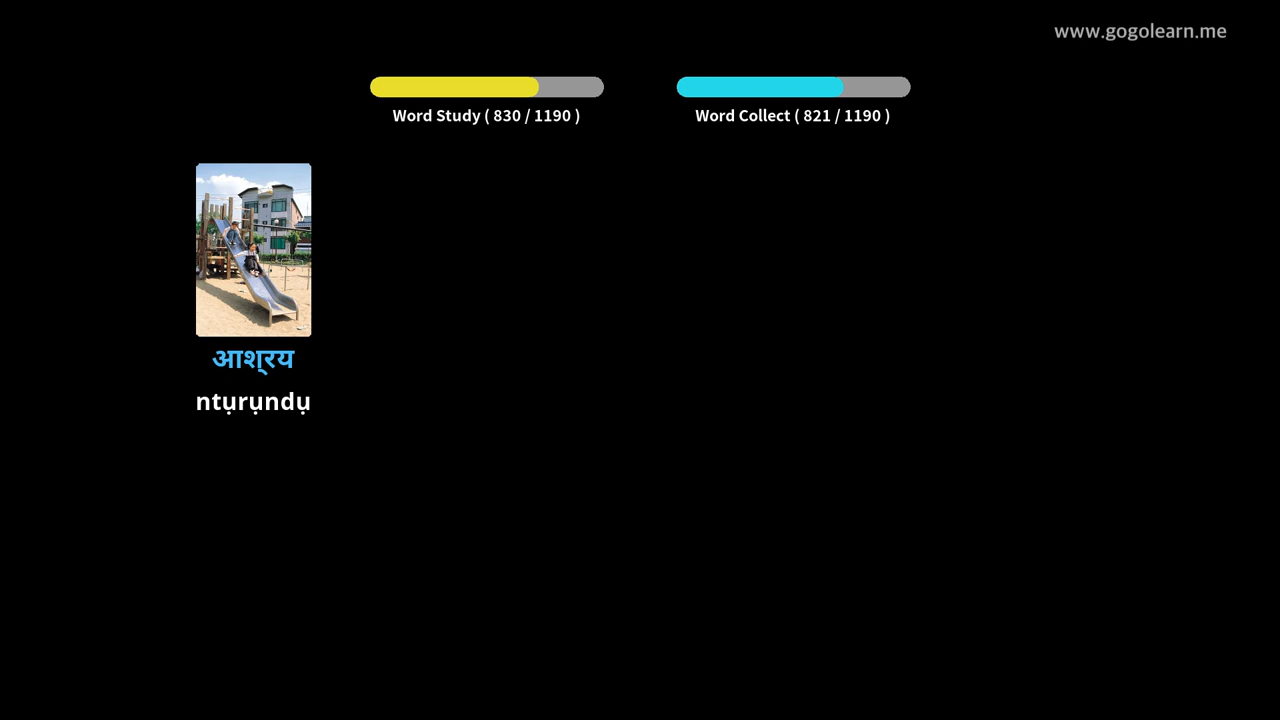 www.gogolearn.me
Word Study ( 830 / 1190 )
Word Collect ( 821 / 1190 )
आश्रय
ntụrụndụ